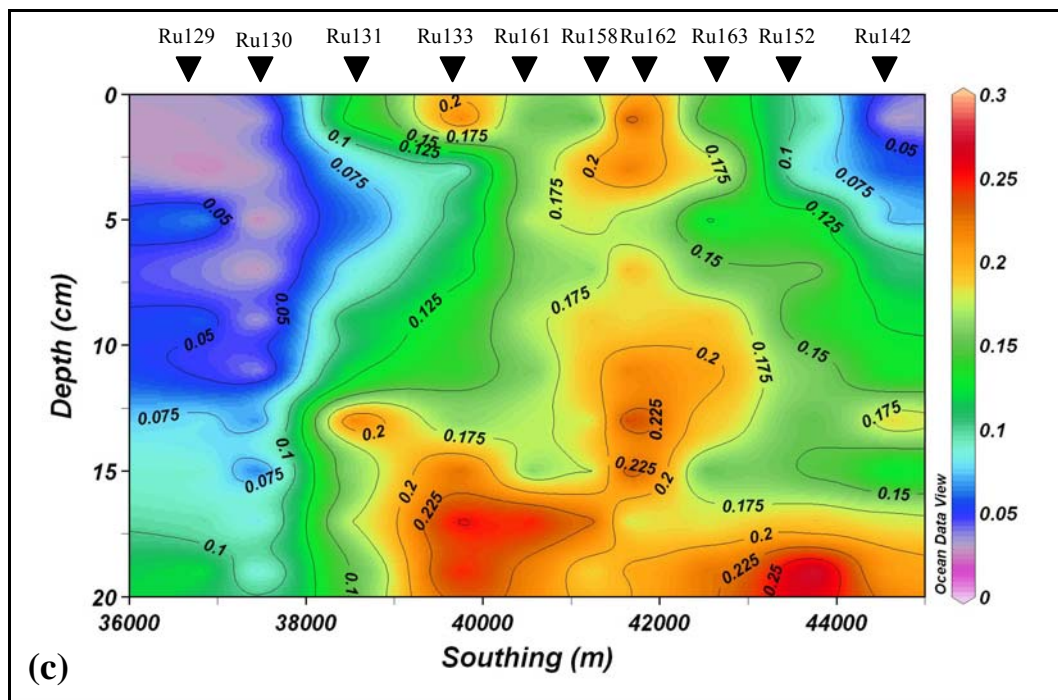 Ru129 Ru130 Ru131 Ru133 Ru161 Ru158 Ru162 Ru163 Ru152 Ru142
0 0.2 0.3
0.1 0.15 0.175 0.1 0.05
0.125
0.075 0.2 0.175 0.075 0.25
0.175
5 0.05 0.125
0.15 0.2
0.05 0.175
0.125
10 0.05 0.2 0.15 0.15
0.175
0.075 0.225 0.175 0.1
0.1 0.2 0.175
15 0.075 0.225 0.15
0.2 0.2 0.05
0.225 0.175
0.1 0.2
0.225
20 0.1 0.25 0
36000 38000 40000 42000 44000
Depth (cm)
Southing (m)
Ocean Data View
(c)